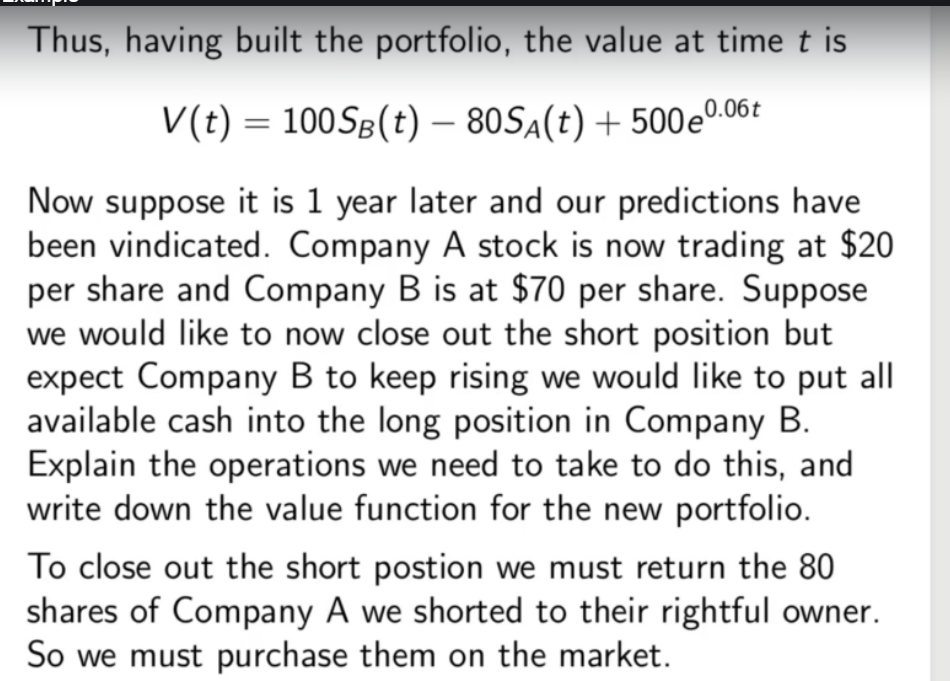 Thus, having built the portfolio, the value at time t is
V(t) = 100S_B(t) − 80S_A(t) + 500e^{0.06t}
Now suppose it is 1 year later and our predictions have
been vindicated. Company A stock is now trading at $20
per share and Company B is at $70 per share. Suppose
we would like to now close out the short position but
expect Company B to keep rising we would like to put all
available cash into the long position in Company B.
Explain the operations we need to take to do this, and
write down the value function for the new portfolio.
To close out the short postion we must return the 80
shares of Company A we shorted to their rightful owner.
So we must purchase them on the market.